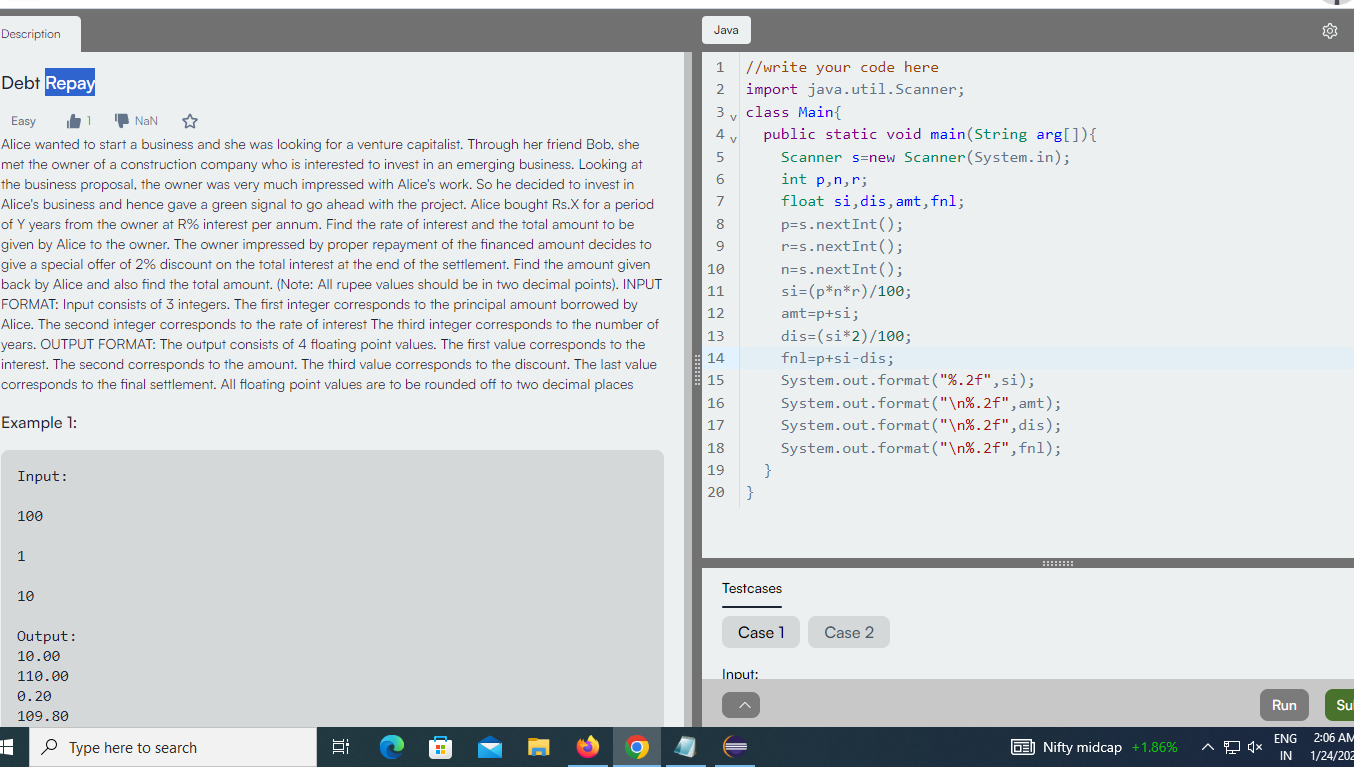 Description
Debt Repay
Easy 1 NaN
Alice wanted to start a business and she was looking for a venture capitalist. Through her friend Bob, she
met the owner of a construction company who is interested to invest in an emerging business. Looking at
the business proposal, the owner was very much impressed with Alice's work. So he decided to invest in
Alice's business and hence gave a green signal to go ahead with the project. Alice bought Rs.X for a period
of Y years from the owner at R% interest per annum. Find the rate of interest and the total amount to be
given by Alice to the owner. The owner impressed by proper repayment of the financed amount decides to
give a special offer of 2% discount on the total interest at the end of the settlement. Find the amount given
back by Alice and also find the total amount. (Note: All rupee values should be in two decimal points). INPUT
FORMAT: Input consists of 3 integers. The first integer corresponds to the principal amount borrowed by
Alice. The second integer corresponds to the rate of interest The third integer corresponds to the number of
years. OUTPUT FORMAT: The output consists of 4 floating point values. The first value corresponds to the
interest. The second corresponds to the amount. The third value corresponds to the discount. The last value
corresponds to the final settlement. All floating point values are to be rounded off to two decimal places
Example 1:
Input:
100
1
10
Output:
10.00
110.00
0.20
109.80
Java
1 //write your code here
2 import java.util.Scanner;
3 class Main{
4 public static void main(String arg[]){
5 Scanner s=new Scanner(System.in);
6 int p,n,r;
7 float si,dis,amt,fnl;
8 p=s.nextInt();
9 r=s.nextInt();
10 n=s.nextInt();
11 si=(p*n*r)/100;
12 amt=p+si;
13 dis=(si*2)/100;
14 fnl=p+si-dis;
15 System.out.format("%.2f",si);
16 System.out.format("\n%.2f",amt);
17 System.out.format("\n%.2f",dis);
18 System.out.format("\n%.2f",fnl);
19 }
20 }
Testcases
Case 1 Case 2
Input:
Run Su
Type here to search
Nifty midcap +1.86%
ENG
IN
2:06 AM
1/24/202